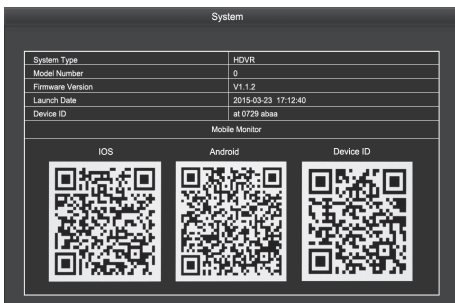 System
System Type HDVR
Model Number 0
Firmware Version V1.1.2
Launch Date 2015-03-23 17:12:40
Device ID at 0729 abaa
Mobile Monitor
IOS Android Device ID